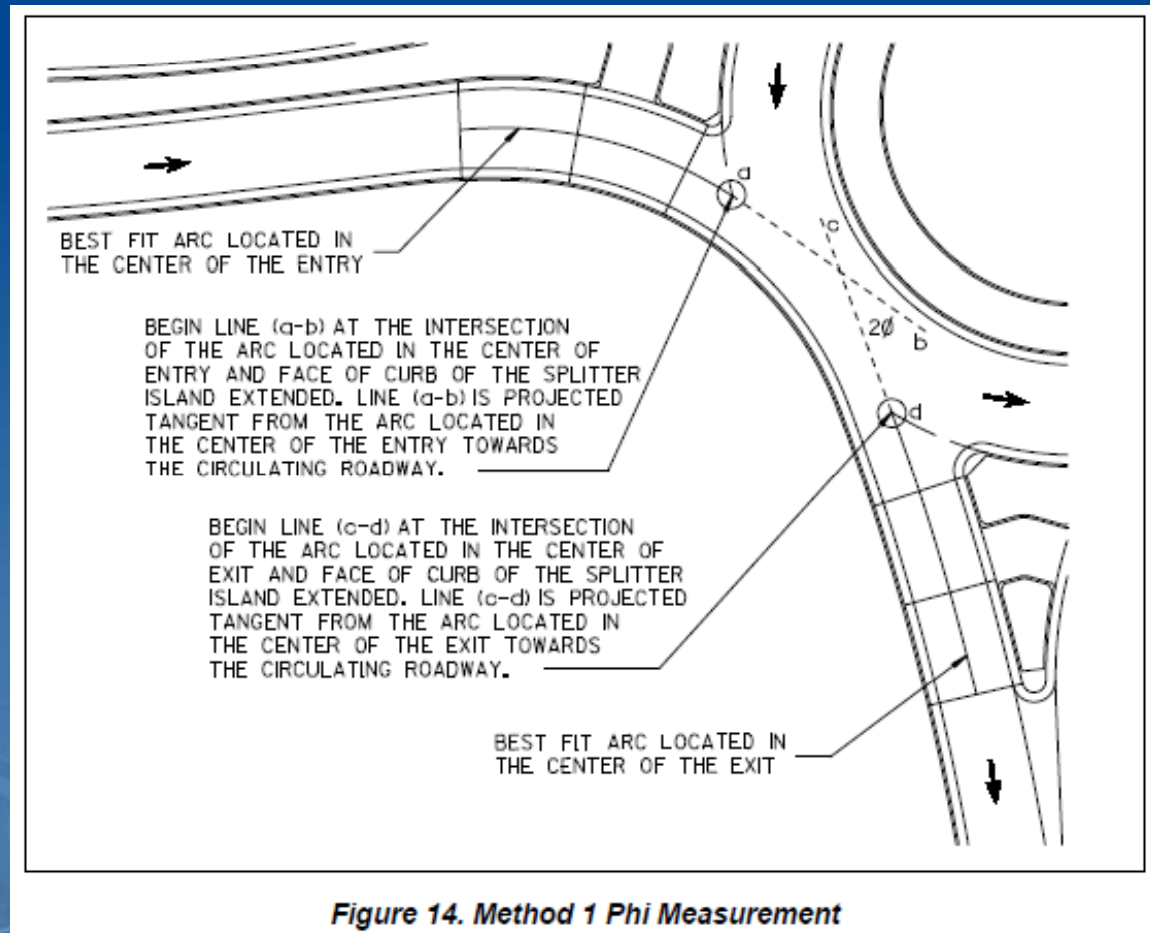 a
c
BEST FIT ARC LOCATED IN
THE CENTER OF THE ENTRY
BEGIN LINE (a-b) AT THE INTERSECTION
OF THE ARC LOCATED IN THE CENTER OF
ENTRY AND FACE OF CURB OF THE SPLITTER
ISLAND EXTENDED. LINE (a-b) IS PROJECTED
TANGENT FROM THE ARC LOCATED IN
THE CENTER OF THE ENTRY TOWARDS
THE CIRCULATING ROADWAY.
2Ø
b
d
BEGIN LINE (c-d) AT THE INTERSECTION
OF THE ARC LOCATED IN THE CENTER OF
EXIT AND FACE OF CURB OF THE SPLITTER
ISLAND EXTENDED. LINE (c-d) IS PROJECTED
TANGENT FROM THE ARC LOCATED IN
THE CENTER OF THE EXIT TOWARDS
THE CIRCULATING ROADWAY.
BEST FIT ARC LOCATED IN
THE CENTER OF THE EXIT
Figure 14. Method 1 Phi Measurement